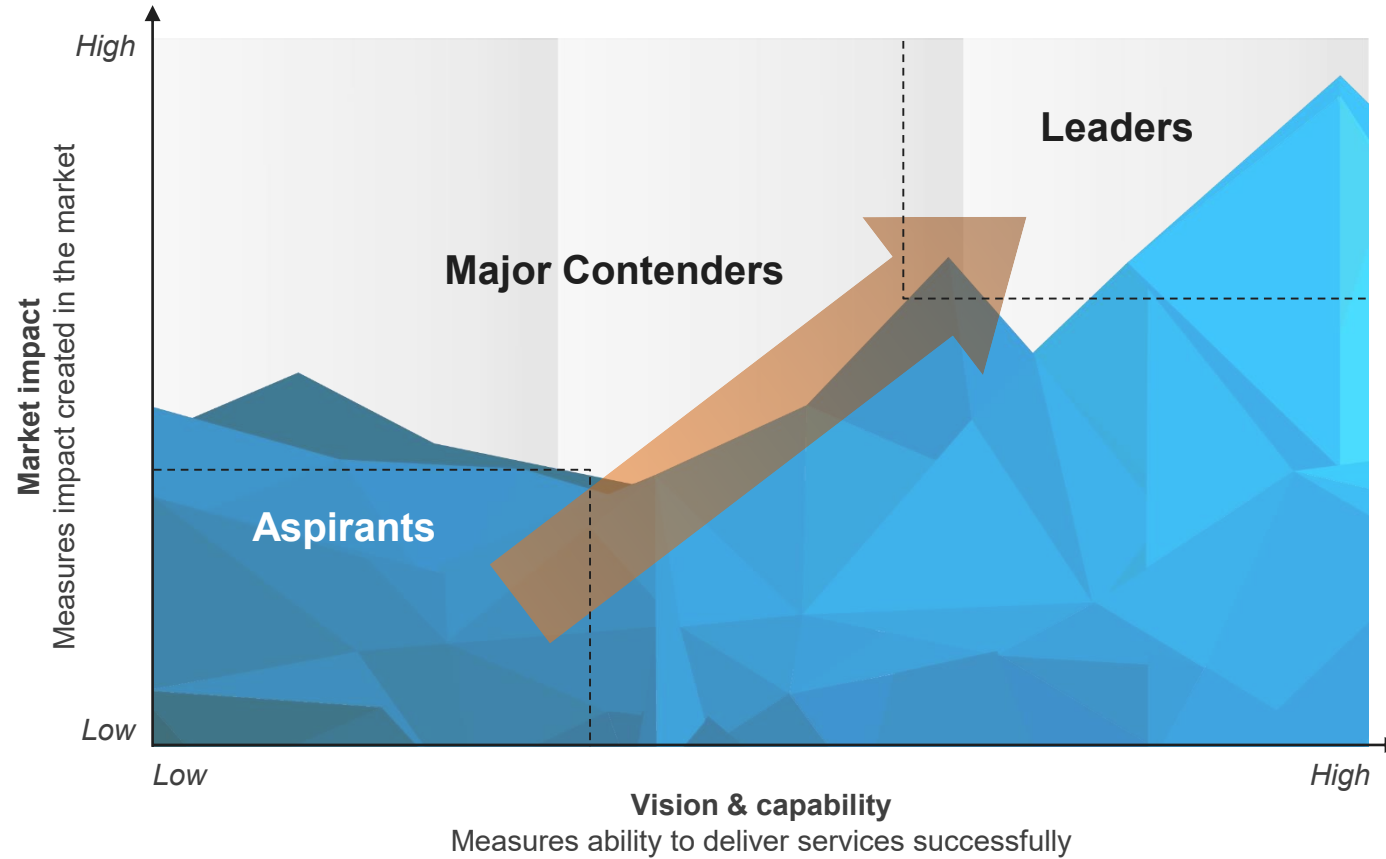 High
Leaders
Major Contenders
Market impact
Measures impact created in the market
Aspirants
Low
Low
High
Vision & capability
Measures ability to deliver services successfully